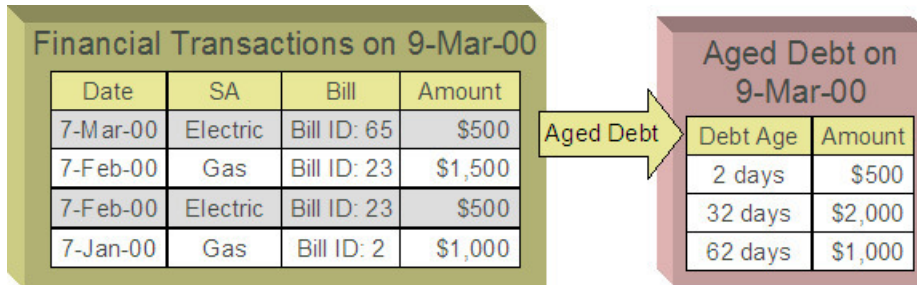 Financial Transactions on 9-Mar-00
Date SA Bill Amount
7-Mar-00 Electric Bill ID: 65 $500
7-Feb-00 Gas Bill ID: 23 $1,500
7-Feb-00 Electric Bill ID: 23 $500
7-Jan-00 Gas Bill ID: 2 $1,000
Aged Debt
Aged Debt on
9-Mar-00
Debt Age Amount
2 days $500
32 days $2,000
62 days $1,000